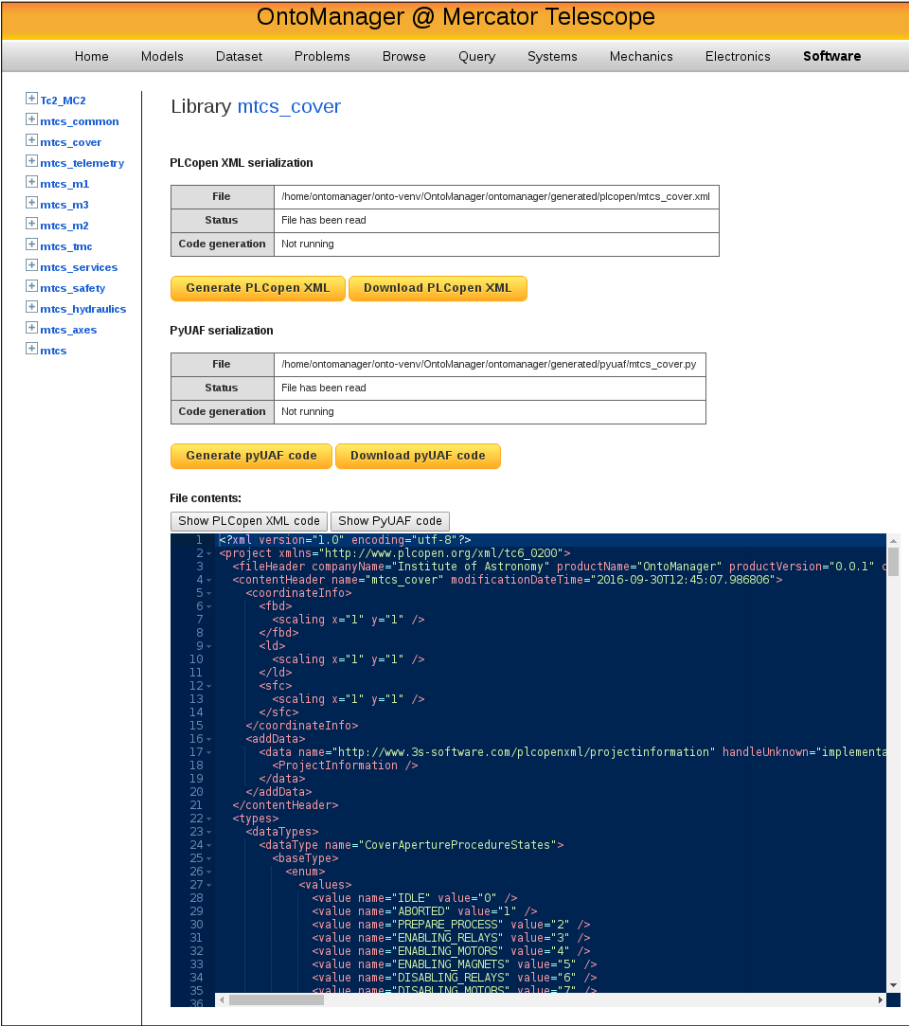 OntoManager @ Mercator Telescope
Home Models Dataset Problems Browse Query Systems Mechanics Electronics Software
Tc2_MC2
mtcs_common
mtcs_cover
mtcs_telemetry
mtcs_m1
mtcs_m3
mtcs_m2
mtcs_tmc
mtcs_services
mtcs_safety
mtcs_hydraulics
mtcs_axes
mtcs
Library mtcs_cover
PLCopen XML serialization
File /home/ontomanager/onto-venv/OntoManager/ontomanager/generated/plcopen/mtcs_cover.xml
Status File has been read
Code generation Not running
Generate PLCopen XML Download PLCopen XML
PyUAF serialization
File /home/ontomanager/onto-venv/OntoManager/ontomanager/generated/pyuaf/mtcs_cover.py
Status File has been read
Code generation Not running
Generate pyUAF code Download pyUAF code
File contents:
Show PLCopen XML code Show PyUAF code
1 <?xml version="1.0" encoding="utf-8"?>
2 <project xmlns="http://www.plcopen.org/xml/tc6_0200">
3 <fileHeader companyName="Institute of Astronomy" productName="OntoManager" productVersion="0.0.1" c
4 <contentHeader name="mtcs_cover" modificationDateTime="2016-09-30T12:45:07.986806">
5 <coordinateInfo>
6 <fbd>
7 <scaling x="1" y="1" />
8 </fbd>
9 <ld>
10 <scaling x="1" y="1" />
11 </ld>
12 <sfc>
13 <scaling x="1" y="1" />
14 </sfc>
15 </coordinateInfo>
16 <addData>
17 <data name="http://www.3s-software.com/plcopenxml/projectinformation" handleUnknown="implementa
18 <ProjectInformation />
19 </data>
20 </addData>
21 </contentHeader>
22 <types>
23 <dataTypes>
24 <dataType name="CoverApertureProcedureStates">
25 <baseType>
26 <enum>
27 <values>
28 <value name="IDLE" value="0" />
29 <value name="ABORTED" value="1" />
30 <value name="PREPARE_PROCESS" value="2" />
31 <value name="ENABLING_RELAYS" value="3" />
32 <value name="ENABLING_MOTORS" value="4" />
33 <value name="ENABLING_MAGNETS" value="5" />
34 <value name="DISABLING_RELAYS" value="6" />
35 <value name="DISABLING_MOTORS" value="7" />
36